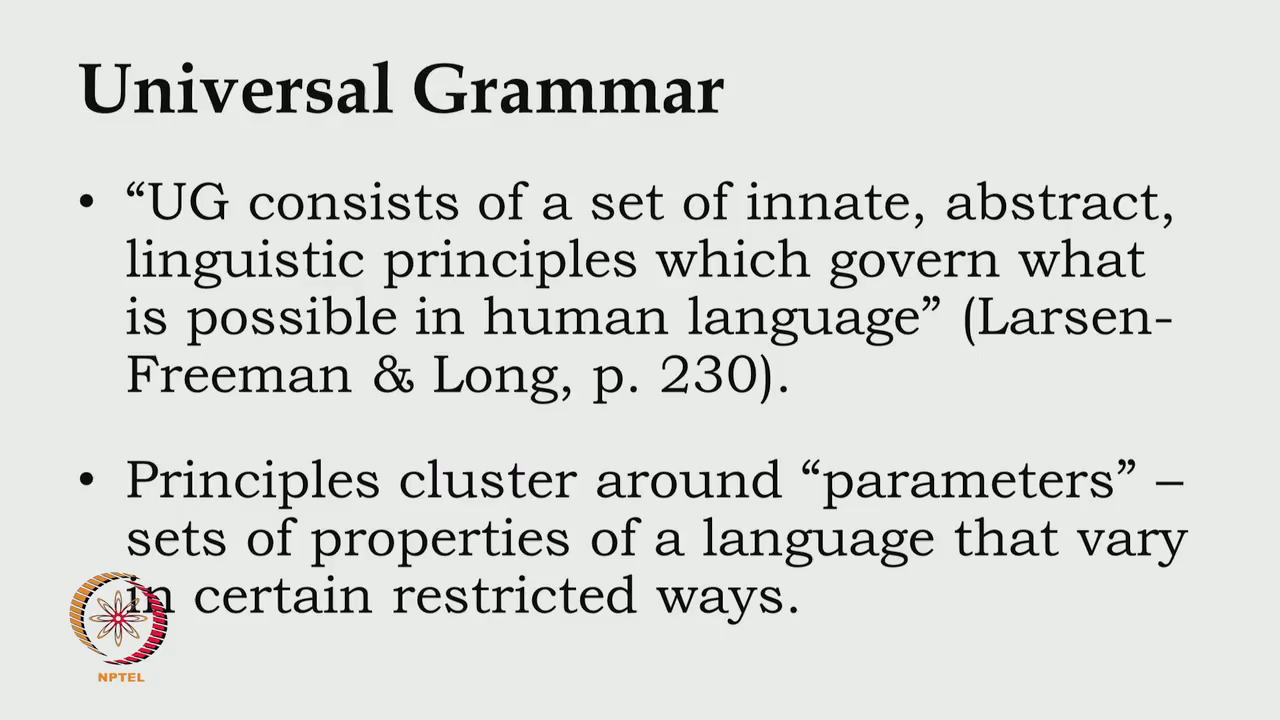 Universal Grammar
• “UG consists of a set of innate, abstract,
linguistic principles which govern what
is possible in human language” (Larsen-
Freeman & Long, p. 230).
• Principles cluster around “parameters” –
sets of properties of a language that vary
in certain restricted ways.
NPTEL